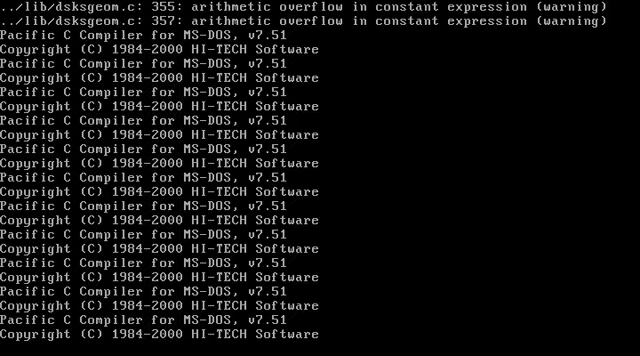 ../lib/dsksgeom.c: 355: arithmetic overflow in constant expression (warning)
../lib/dsksgeom.c: 357: arithmetic overflow in constant expression (warning)
Pacific C Compiler for MS-DOS, v7.51
Copyright (C) 1984-2000 HI-TECH Software
Pacific C Compiler for MS-DOS, v7.51
Copyright (C) 1984-2000 HI-TECH Software
Pacific C Compiler for MS-DOS, v7.51
Copyright (C) 1984-2000 HI-TECH Software
Pacific C Compiler for MS-DOS, v7.51
Copyright (C) 1984-2000 HI-TECH Software
Pacific C Compiler for MS-DOS, v7.51
Copyright (C) 1984-2000 HI-TECH Software
Pacific C Compiler for MS-DOS, v7.51
Copyright (C) 1984-2000 HI-TECH Software
Pacific C Compiler for MS-DOS, v7.51
Copyright (C) 1984-2000 HI-TECH Software
Pacific C Compiler for MS-DOS, v7.51
Copyright (C) 1984-2000 HI-TECH Software
Pacific C Compiler for MS-DOS, v7.51
Copyright (C) 1984-2000 HI-TECH Software
Pacific C Compiler for MS-DOS, v7.51
Copyright (C) 1984-2000 HI-TECH Software
Pacific C Compiler for MS-DOS, v7.51
Copyright (C) 1984-2000 HI-TECH Software